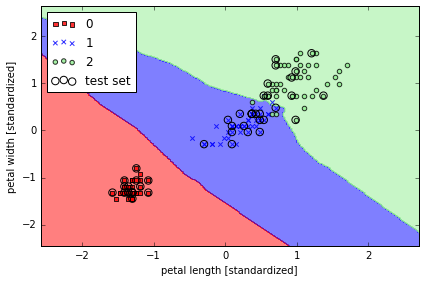 0
1
2
test set
petal width [standardized]
2
1
0
−1
−2
−2 −1 0 1 2
petal length [standardized]